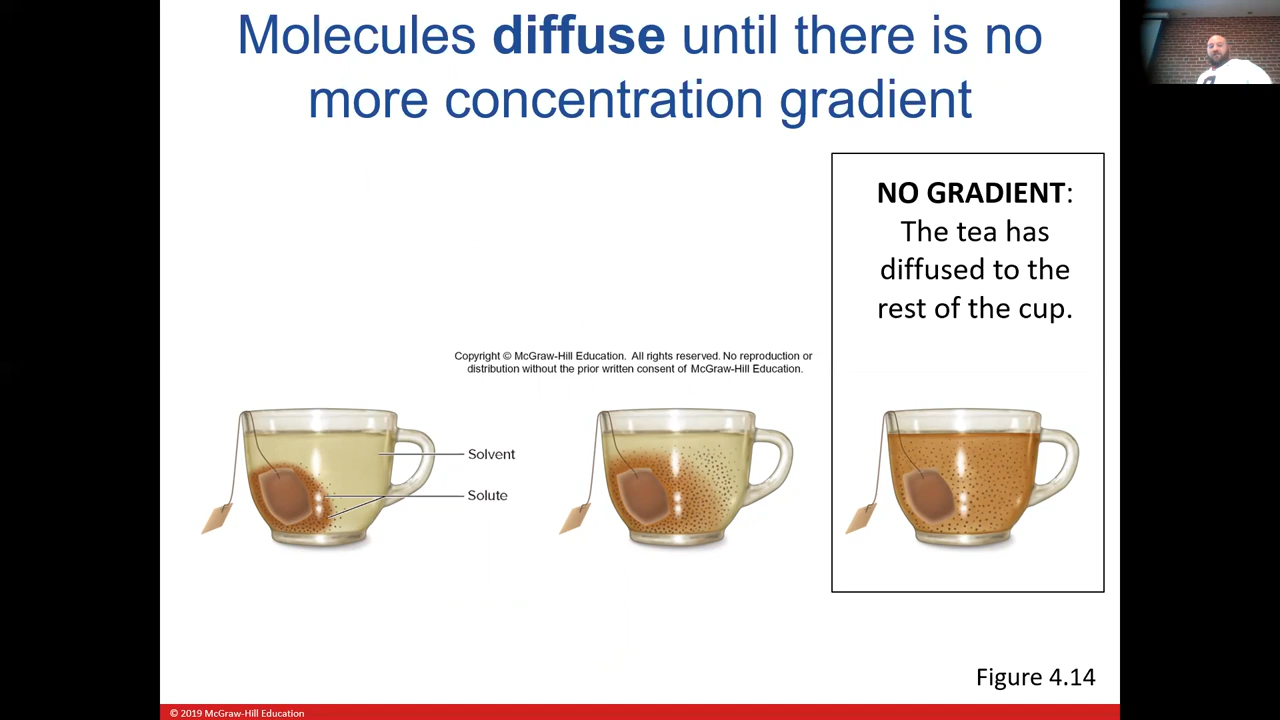 Molecules diffuse until there is no
more concentration gradient
NO GRADIENT:
The tea has
diffused to the
rest of the cup.
Copyright © McGraw-Hill Education. All rights reserved. No reproduction or
distribution without the prior written consent of McGraw-Hill Education.
Solvent
Solute
Figure 4.14
© 2019 McGraw-Hill Education